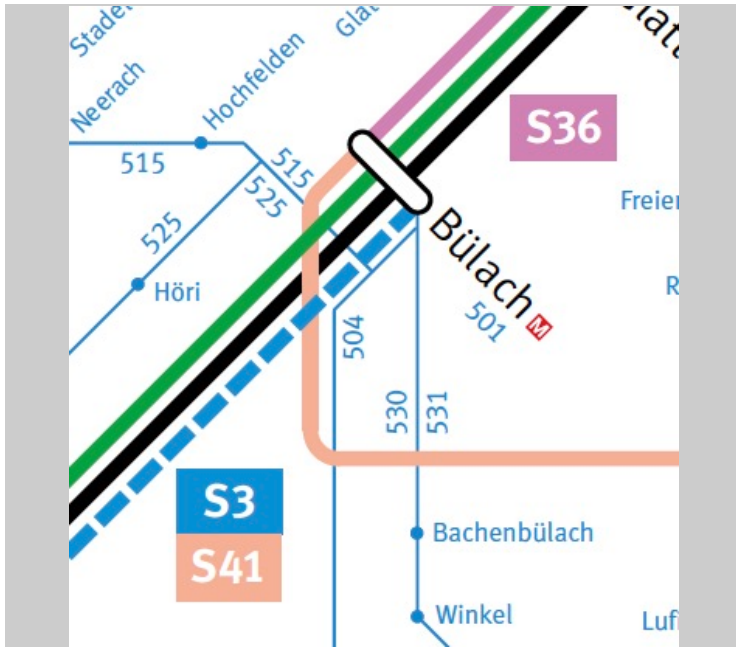 Neerach
Hochfelden
S36
515
515
525
525
Höri
Bülach
M
501
504
530
531
S3
S41
Bachenbülach
Winkel